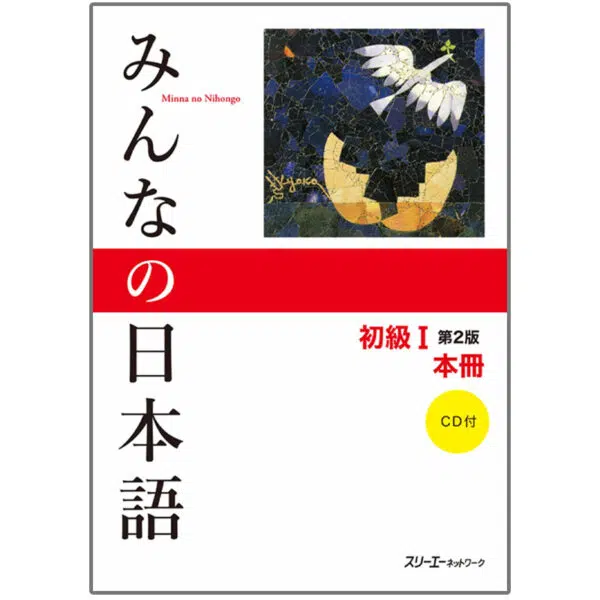 みんなの日本語
Minna no Nihongo
初級 I 第2版
本冊
CD付
スリーエーネットワーク